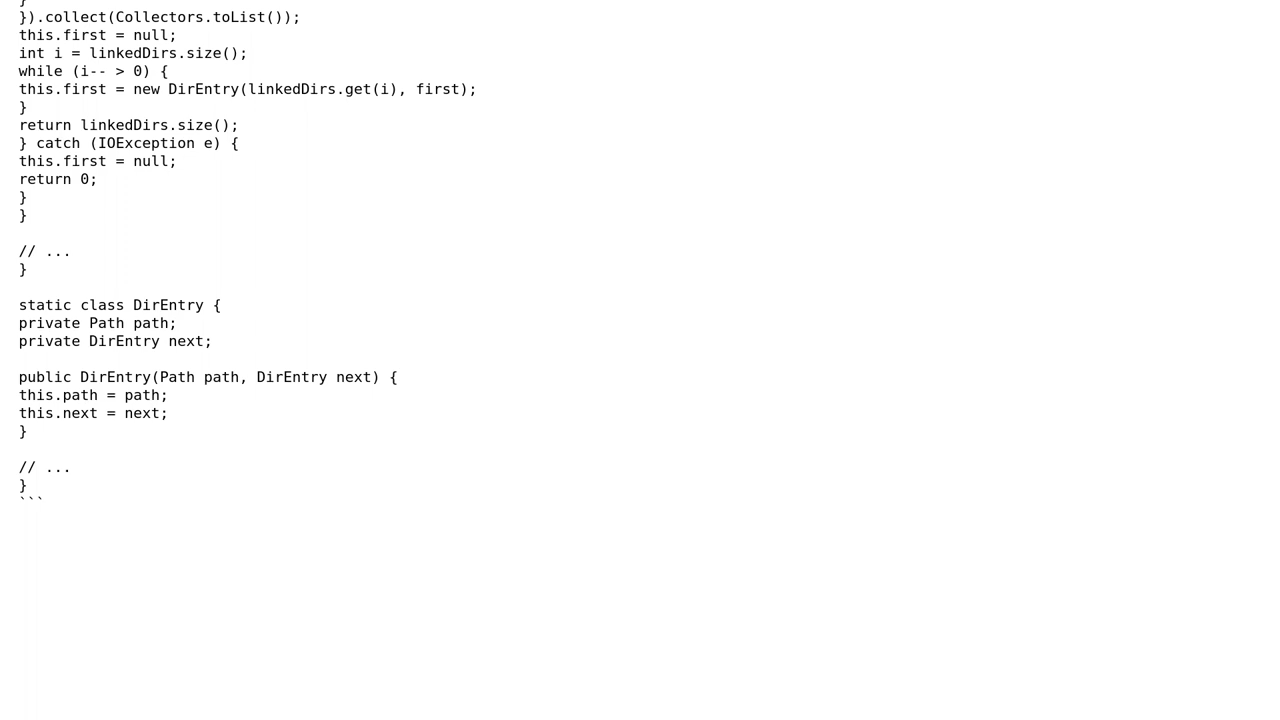 }
}).collect(Collectors.toList());
this.first = null;
int i = linkedDirs.size();
while (i-- > 0) {
this.first = new DirEntry(linkedDirs.get(i), first);
}
return linkedDirs.size();
} catch (IOException e) {
this.first = null;
return 0;
}
}

// ...
}

static class DirEntry {
private Path path;
private DirEntry next;

public DirEntry(Path path, DirEntry next) {
this.path = path;
this.next = next;
}

// ...
}
```